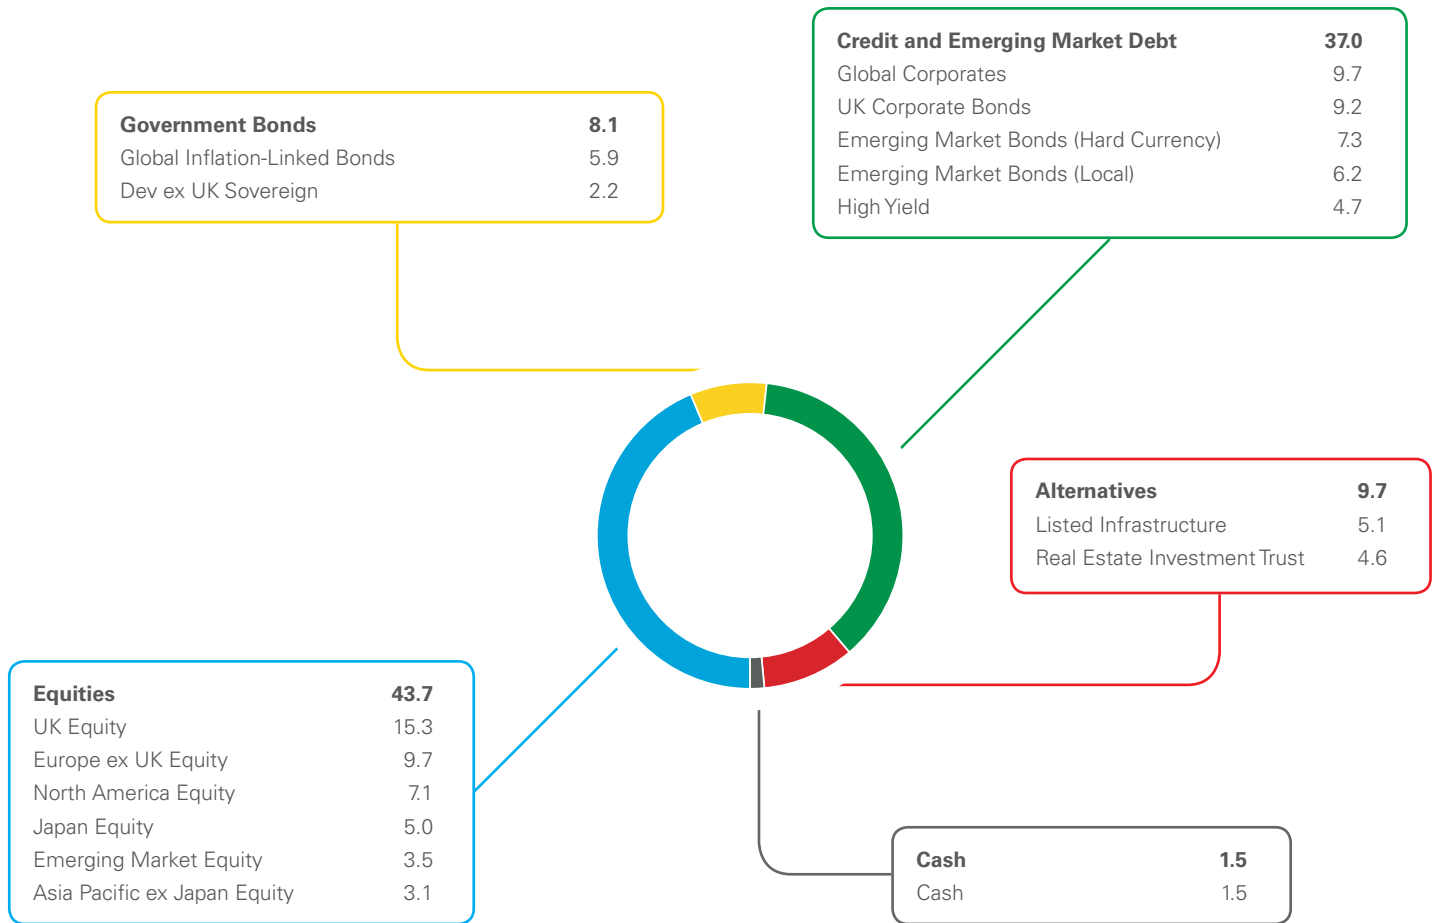 Credit and Emerging Market Debt 37.0
Global Corporates 9.7
UK Corporate Bonds 9.2
Emerging Market Bonds (Hard Currency) 7.3
Emerging Market Bonds (Local) 6.2
High Yield 4.7
Government Bonds 8.1
Global Inflation-Linked Bonds 5.9
Dev ex UK Sovereign 2.2
Alternatives 9.7
Listed Infrastructure 5.1
Real Estate Investment Trust 4.6
Equities 43.7
UK Equity 15.3
Europe ex UK Equity 9.7
North America Equity 7.1
Japan Equity 5.0
Emerging Market Equity 3.5
Asia Pacific ex Japan Equity 3.1
Cash 1.5
Cash 1.5